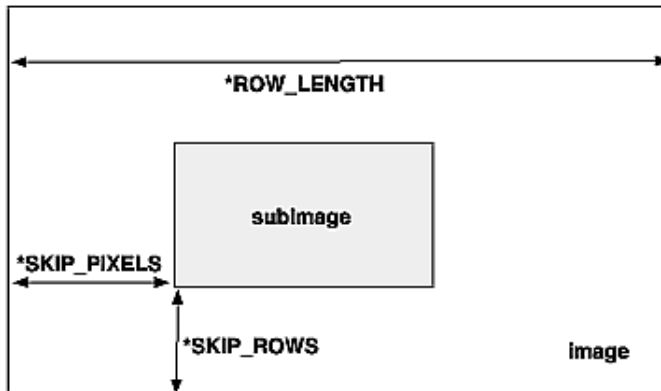 *ROW_LENGTH
subimage
*SKIP_PIXELS
*SKIP_ROWS
image